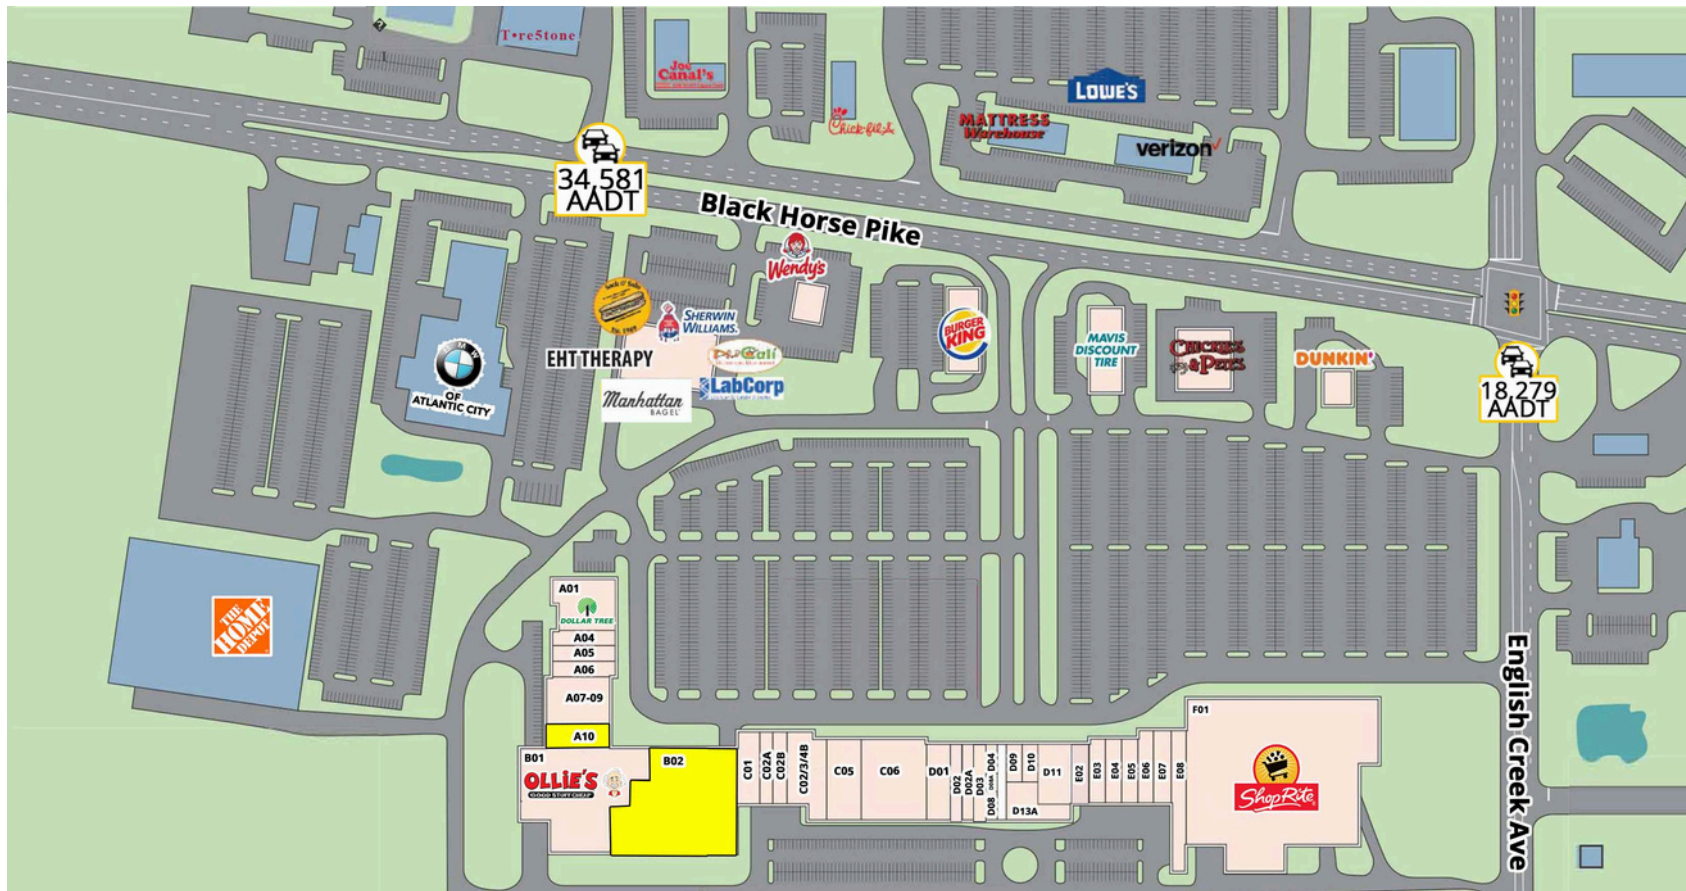 T•re5tone
Joe
Canal's
Chick-fil-A
LOWE'S
MATTRESS
Warehouse
verizon
34,581
AADT
Black Horse Pike
Wendy's
SHERWIN
WILLIAMS.
EHT THERAPY
LabCorp
Manhattan
BAGEL
BMW
OF
ATLANTIC CITY
BURGER
KING
MAVIS
DISCOUNT
TIRE
CHICKIE'S
& PETE'S
DUNKIN'
18,279
AADT
THE
HOME
DEPOT
A01
DOLLAR TREE
A04
A05
A06
A07-09
A10
B01
OLLIE'S
GOOD STUFF CHEAP
B02
C01
C02A
C02B
C02/3/4B
C05
C06
D01
D02
D02A
D03
D04
D08
D09
D10
D11
D13A
E02
E03
E04
E05
E06
E07
E08
F01
ShopRite
English Creek Ave